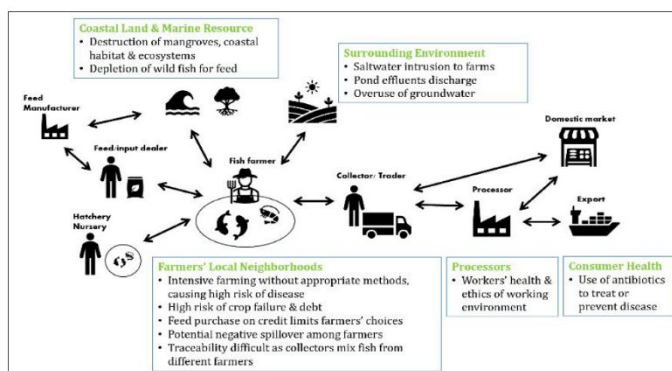 Coastal Land & Marine Resource
• Destruction of mangroves, coastal
habitat & ecosystems
• Depletion of wild fish for feed
Surrounding Environment
• Saltwater intrusion to farms
• Pond effluents discharge
• Overuse of groundwater
Feed
Manufacturer
Domestic market
Feed/input dealer
Fish farmer
Collector/ Trader
Processor
Export
Hatchery
Nursery
Farmers' Local Neighborhoods
• Intensive farming without appropriate methods,
causing high risk of disease
• High risk of crop failure & debt
• Feed purchase on credit limits farmers' choices
• Potential negative spillover among farmers
• Traceability difficult as collectors mix fish from
different farmers
Processors
• Workers' health &
ethics of working
environment
Consumer Health
• Use of antibiotics
to treat or
prevent disease